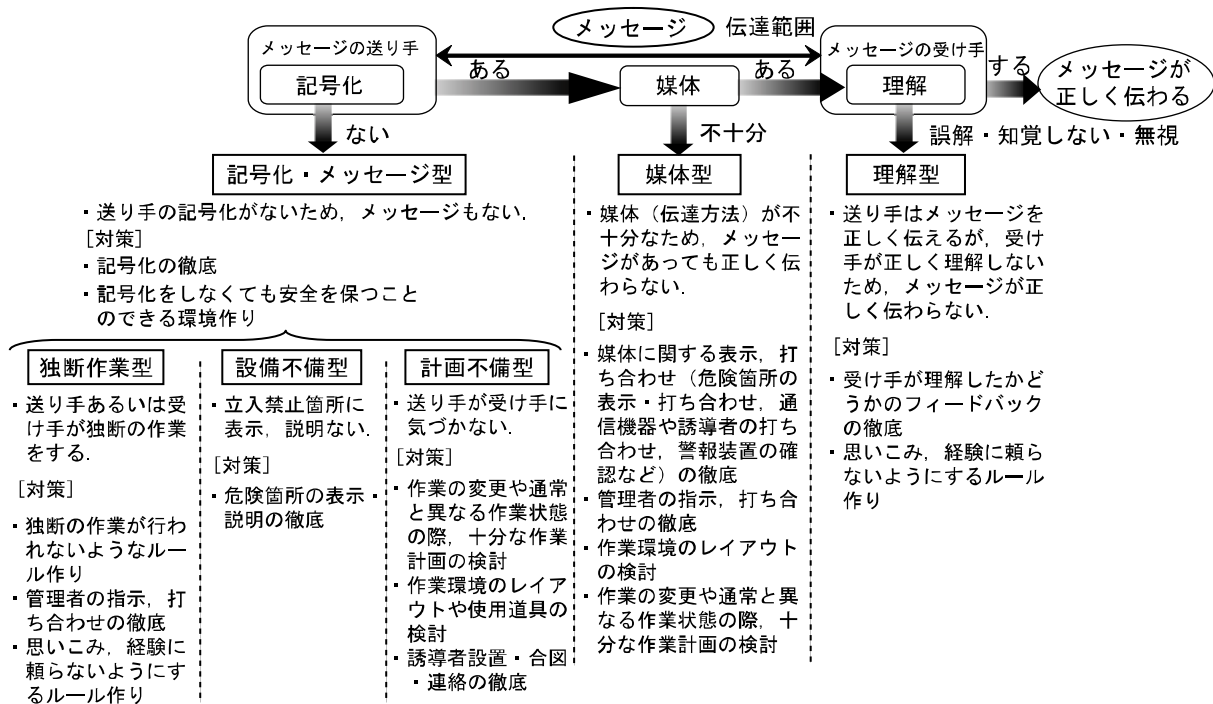 メッセージ 伝達範囲
メッセージの送り手
メッセージの受け手
記号化
ある
媒体
ある
理解
する
メッセージが
正しく伝わる
ない
不十分
誤解・知覚しない・無視
記号化・メッセージ型
・送り手の記号化がないため，メッセージもない．
[対策]
・記号化の徹底
・記号化をしなくても安全を保つこと
のできる環境作り
独断作業型
・送り手あるいは受
け手が独断の作業
をする．
[対策]
・独断の作業が行わ
れないようなルー
ル作り
・管理者の指示，打
ち合わせの徹底
・思いこみ，経験に
頼らないようにす
るルール作り
設備不備型
・立入禁止箇所に
表示，説明ない．
[対策]
・危険箇所の表示・
説明の徹底
計画不備型
・送り手が受け手に
気づかない．
[対策]
・作業の変更や通常
と異なる作業状態
の際，十分な作業
計画の検討
・作業環境のレイア
ウトや使用道具の
検討
・誘導者設置・合図
・連絡の徹底
媒体型
・媒体（伝達方法）が不
十分なため，メッセー
ジがあっても正しく伝
わらない．
[対策]
・媒体に関する表示，打
ち合わせ（危険箇所の
表示・打ち合わせ，通
信機器や誘導者の打
ち合わせ，警報装置の確
認など）の徹底
・管理者の指示，打ち合
わせの徹底
・作業環境のレイアウト
の検討
・作業の変更や通常と異
なる作業状態の際，十
分な作業計画の検討
理解型
・送り手はメッセージを
正しく伝えるが，受け
手が正しく理解しない
ため，メッセージが正
しく伝わらない．
[対策]
・受け手が理解したかど
うかのフィードバック
の徹底
・思いこみ，経験に頼ら
ないようにするルール
作り